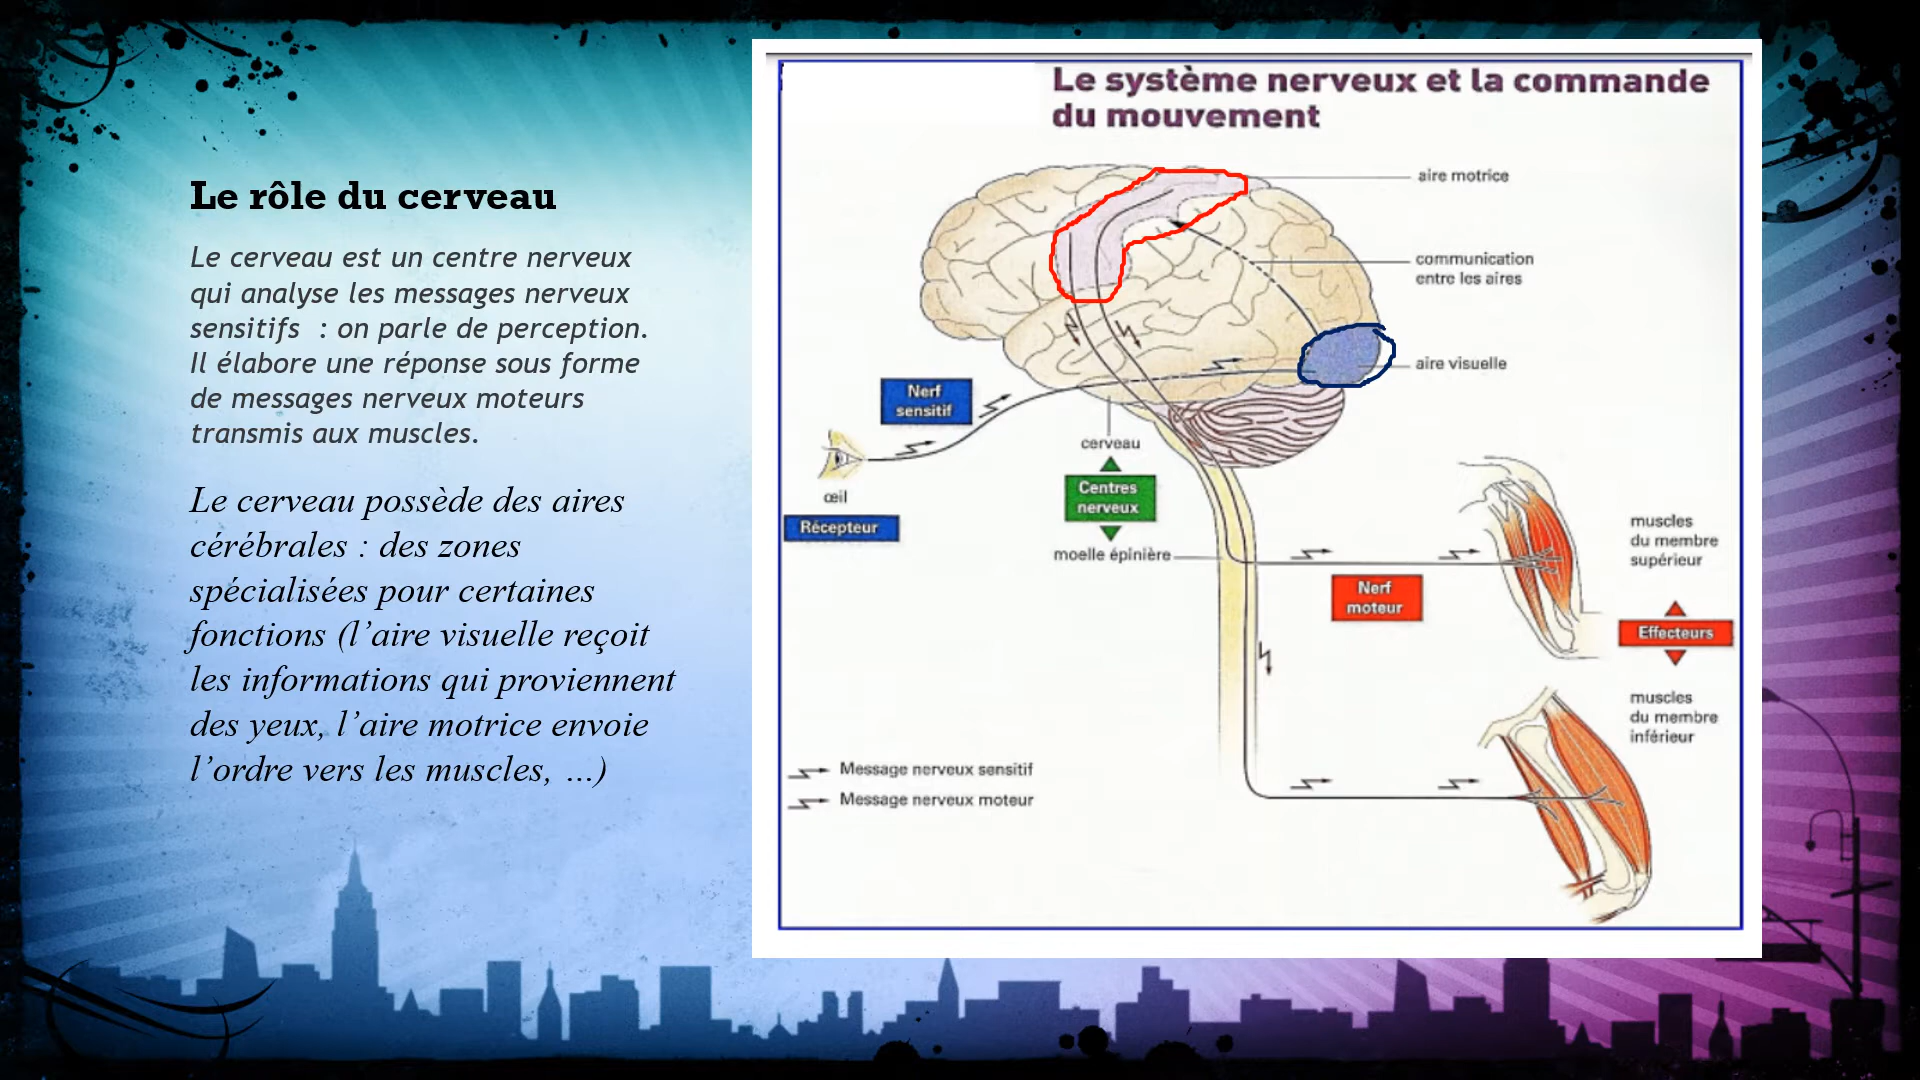 Le rôle du cerveau
Le cerveau est un centre nerveux
qui analyse les messages nerveux
sensitifs  : on parle de perception.
Il élabore une réponse sous forme
de messages nerveux moteurs
transmis aux muscles.
Le cerveau possède des aires
cérébrales : des zones
spécialisées pour certaines
fonctions (l’aire visuelle reçoit
les informations qui proviennent
des yeux, l’aire motrice envoie
l’ordre vers les muscles, …)
Le système nerveux et la commande
du mouvement
aire motrice
communication
entre les aires
aire visuelle
Nerf
sensitif
cerveau
œil
Centres
nerveux
Récepteur
moelle épinière
muscles
du membre
supérieur
Nerf
moteur
Effecteurs
muscles
du membre
inférieur
Message nerveux sensitif
Message nerveux moteur